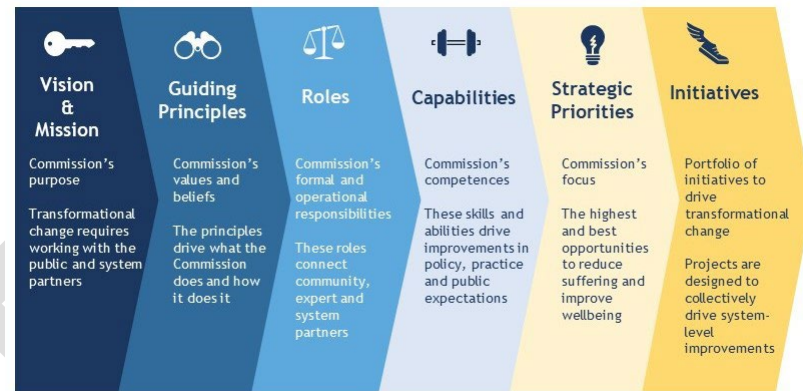 Vision
&
Mission
Commission's
purpose
Transformational
change requires
working with the
public and system
partners
Guiding
Principles
Commission's
values and
beliefs
The principles
drive what the
Commission
does and how
it does it
Roles
Commission's
formal and
operational
responsibilities
These roles
connect
community,
expert and
system
partners
Capabilities
Commission's
competences
These skills and
abilities drive
improvements in
policy, practice
and public
expectations
Strategic
Priorities
Commission's
focus
The highest
and best
opportunities
to reduce
suffering and
improve
wellbeing
Initiatives
Portfolio of
initiatives to
drive
transformational
change
Projects are
designed to
collectively
drive system-
level
improvements